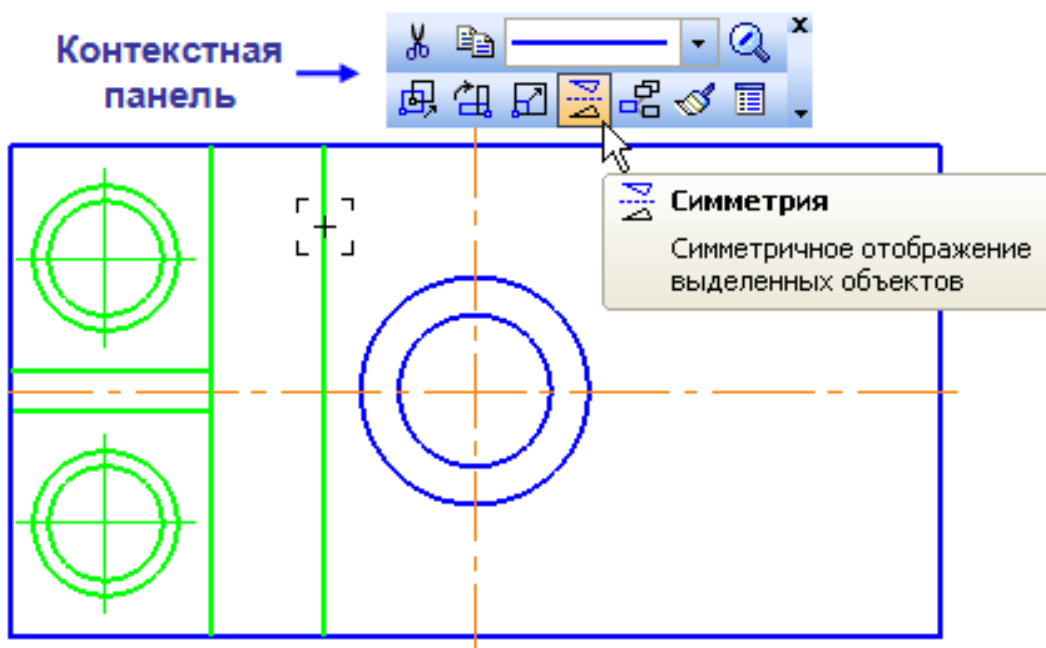 Контекстная
панель
Симметрия
Симметричное отображение
выделенных объектов